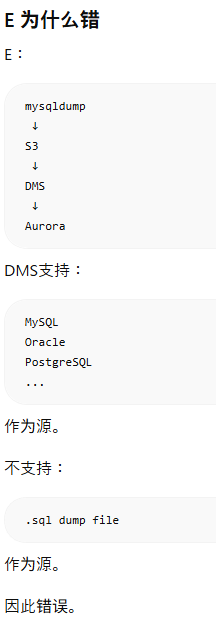 E 为什么错
E：
mysqldump
↓
S3
↓
DMS
↓
Aurora
DMS支持：
MySQL
Oracle
PostgreSQL
...
作为源。
不支持：
.sql dump file
作为源。
因此错误。